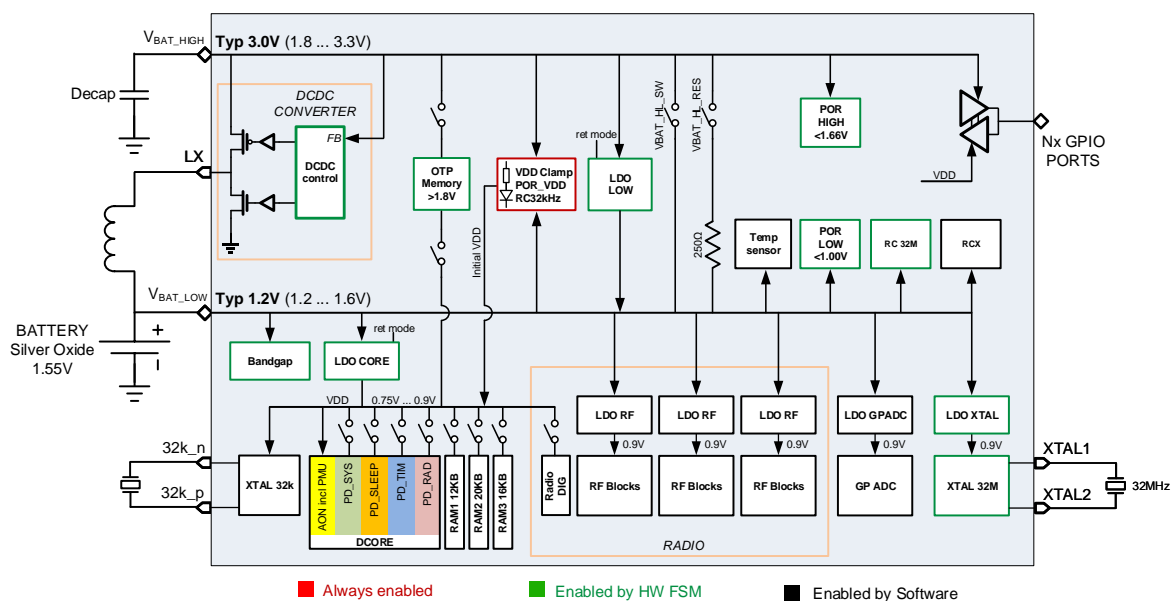 VBAT_HIGH
Typ 3.0V (1.8 ... 3.3V)
Decap
DCDC
CONVERTER
FB
DCDC
control
LX
OTP
Memory
>1.8V
VDD Clamp
POR_VDD
RC32kHz
Initial VDD
ret mode
LDO
LOW
VBAT_HL_SW
VBAT_HL_RES
250Ω
POR
HIGH
<1.66V
VDD
Nx GPIO
PORTS
Temp
sensor
POR
LOW
<1.00V
RC 32M
RCX
VBAT_LOW
Typ 1.2V (1.2 ... 1.6V)
BATTERY
Silver Oxide
1.55V
+
Bandgap
LDO CORE
ret mode
VDD
0.75V ... 0.9V
32k_n
32k_p
XTAL 32k
AON incl PMU
PD_SYS
PD_SLEEP
PD_TIM
PD_RAD
DCORE
RAM1 12KB
RAM2 20KB
RAM3 16KB
Radio
DIG
LDO RF
LDO RF
LDO RF
LDO GPADC
LDO XTAL
0.9V
0.9V
0.9V
0.9V
0.9V
RF Blocks
RF Blocks
RF Blocks
GP ADC
XTAL 32M
RADIO
XTAL1
XTAL2
32MHz
Always enabled
Enabled by HW FSM
Enabled by Software